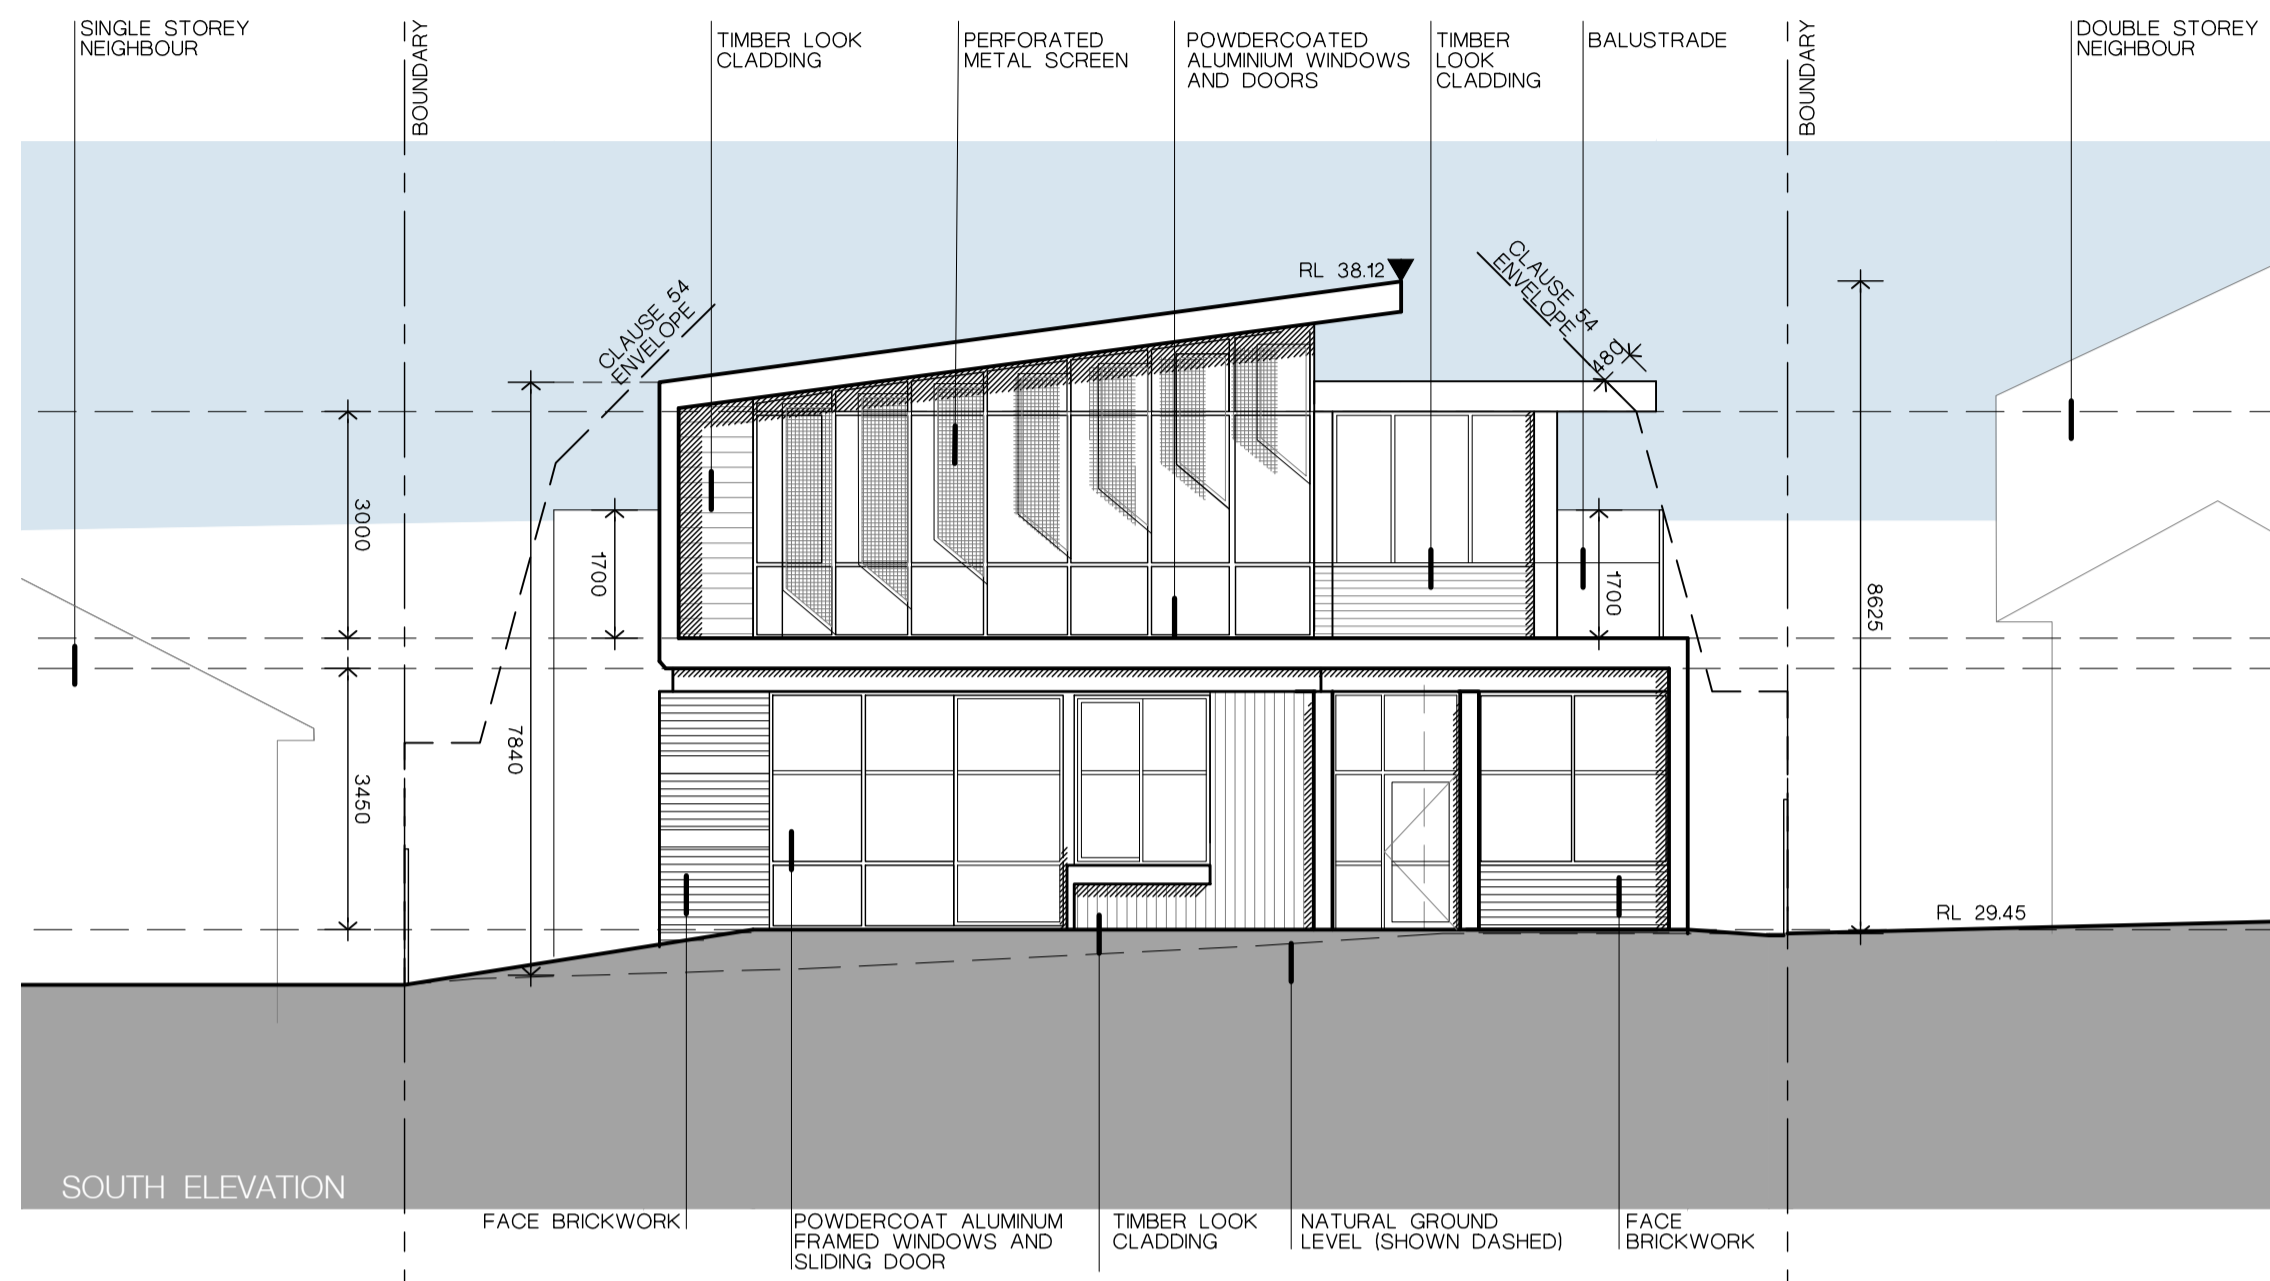 SINGLE STOREY
NEIGHBOUR
BOUNDARY
TIMBER LOOK
CLADDING
PERFORATED
METAL SCREEN
POWDERCOATED
ALUMINIUM WINDOWS
AND DOORS
TIMBER
LOOK
CLADDING
BALUSTRADE
BOUNDARY
DOUBLE STOREY
NEIGHBOUR
CLAUSE 54
ENVELOPE
RL 38.12
CLAUSE 54
ENVELOPE
3000
1700
1700
8625
7840
3450
RL 29.45
SOUTH ELEVATION
FACE BRICKWORK
POWDERCOAT ALUMINUM
FRAMED WINDOWS AND
SLIDING DOOR
TIMBER LOOK
CLADDING
NATURAL GROUND
LEVEL (SHOWN DASHED)
FACE
BRICKWORK